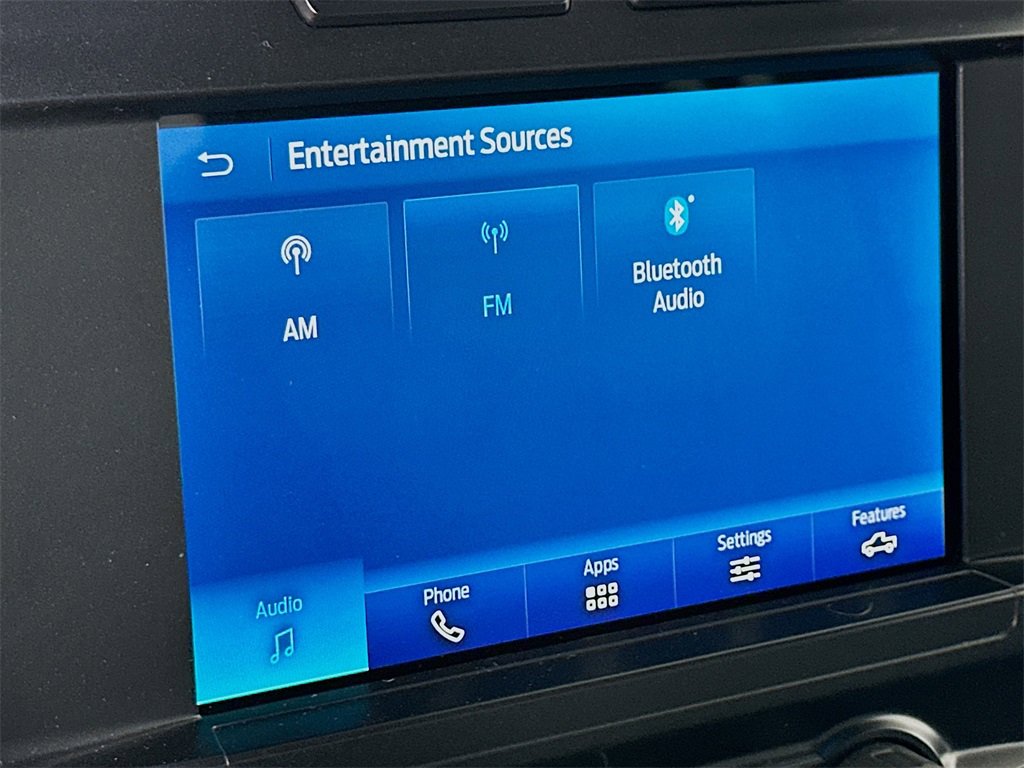 Entertainment Sources
AM
FM
Bluetooth
Audio
Audio
Phone
Apps
Settings
Features